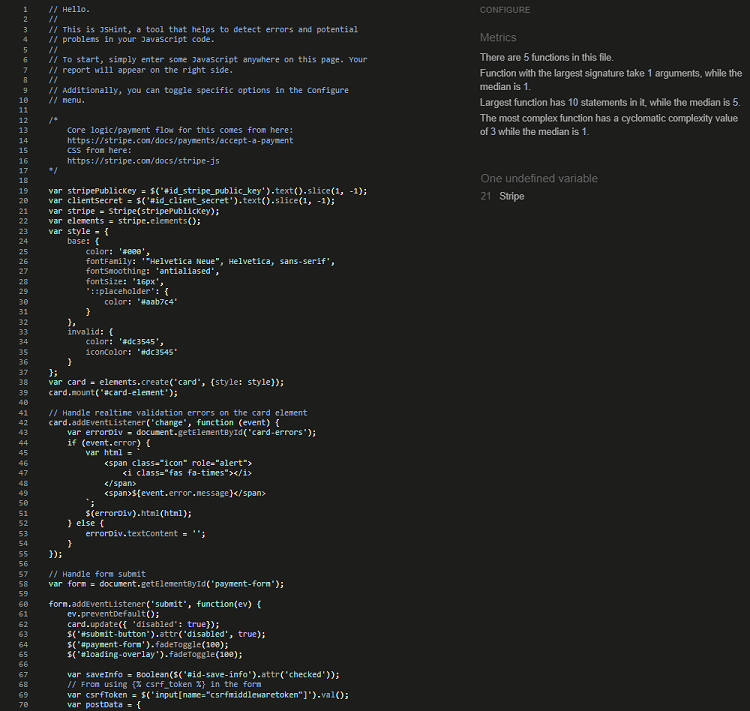 1 // Hello.
2 //
3 // This is JSHint, a tool that helps to detect errors and potential
4 // problems in your JavaScript code.
5 //
6 // To start, simply enter some JavaScript anywhere on this page. Your
7 // report will appear on the right side.
8 //
9 // Additionally, you can toggle specific options in the Configure
10 // menu.
11
12 /*
13     Core logic/payment flow for this comes from here:
14     https://stripe.com/docs/payments/accept-a-payment
15     CSS from here:
16     https://stripe.com/docs/stripe-js
17 */
18
19 var stripePublicKey = $('#id_stripe_public_key').text().slice(1, -1);
20 var clientSecret = $('#id_client_secret').text().slice(1, -1);
21 var stripe = Stripe(stripePublicKey);
22 var elements = stripe.elements();
23 var style = {
24     base: {
25         color: '#000',
26         fontFamily: '"Helvetica Neue", Helvetica, sans-serif',
27         fontSmoothing: 'antialiased',
28         fontSize: '16px',
29         '::placeholder': {
30             color: '#aab7c4'
31         }
32     },
33     invalid: {
34         color: '#dc3545',
35         iconColor: '#dc3545'
36     }
37 };
38 var card = elements.create('card', {style: style});
39 card.mount('#card-element');
40
41 // Handle realtime validation errors on the card element
42 card.addEventListener('change', function (event) {
43     var errorDiv = document.getElementById('card-errors');
44     if (event.error) {
45         var html = `
46             <span class="icon" role="alert">
47                 <i class="fas fa-times"></i>
48             </span>
49             <span>${event.error.message}</span>
50         `;
51         $(errorDiv).html(html);
52     } else {
53         errorDiv.textContent = '';
54     }
55 });
56
57 // Handle form submit
58 var form = document.getElementById('payment-form');
59
60 form.addEventListener('submit', function(ev) {
61     ev.preventDefault();
62     card.update({ 'disabled': true});
63     $('#submit-button').attr('disabled', true);
64     $('#payment-form').fadeToggle(100);
65     $('#loading-overlay').fadeToggle(100);
66
67     var saveInfo = Boolean($('#id-save-info').attr('checked'));
68     // From using {% csrf_token %} in the form
69     var csrfToken = $('input[name="csrfmiddlewaretoken"]').val();
70     var postData = {
CONFIGURE
Metrics
There are 5 functions in this file.
Function with the largest signature take 1 arguments, while the
median is 1.
Largest function has 10 statements in it, while the median is 5.
The most complex function has a cyclomatic complexity value
of 3 while the median is 1.
One undefined variable
21 Stripe